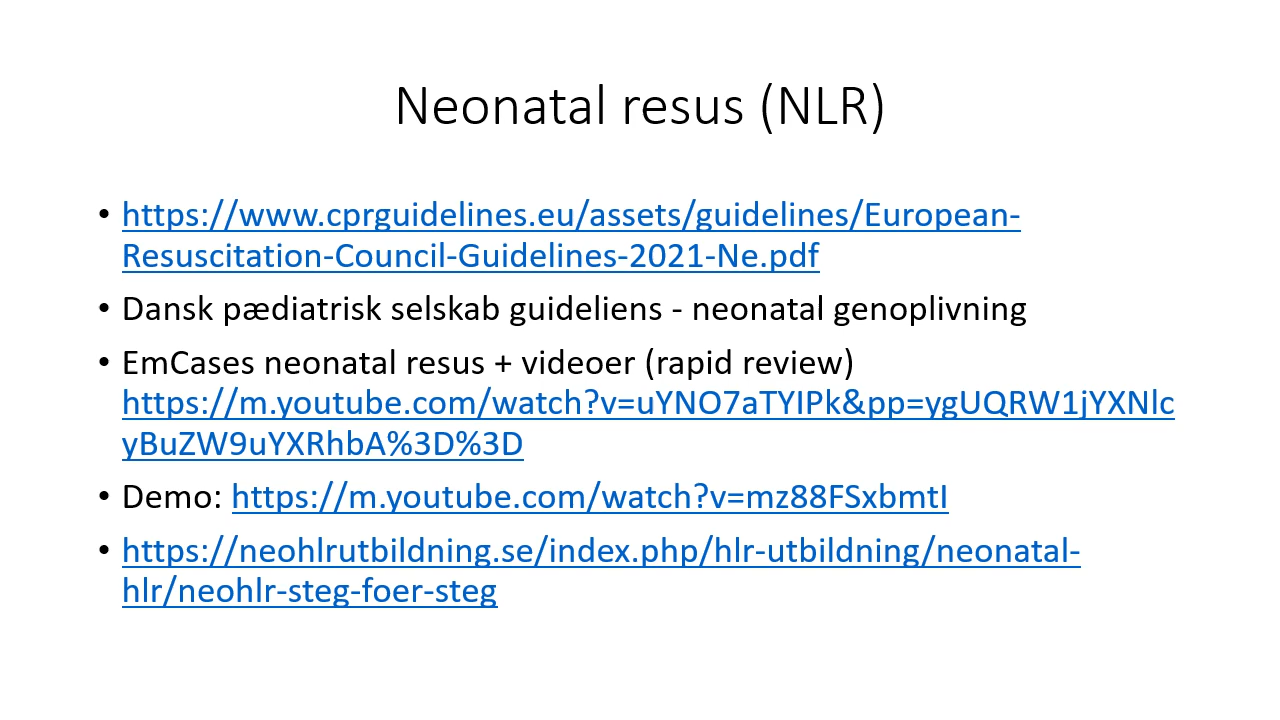 Neonatal resus (NLR)
• https://www.cprguidelines.eu/assets/guidelines/European-
Resuscitation-Council-Guidelines-2021-Ne.pdf
• Dansk pædiatrisk selskab guideliens - neonatal genoplivning
• EmCases neonatal resus + videoer (rapid review)
https://m.youtube.com/watch?v=uYNO7aTYIPk&pp=ygUQRW1jYXNlc
yBuZW9uYXRhbA%3D%3D
• Demo: https://m.youtube.com/watch?v=mz88FSxbmtI
• https://neohlrutbildning.se/index.php/hlr-utbildning/neonatal-
hlr/neohlr-steg-foer-steg